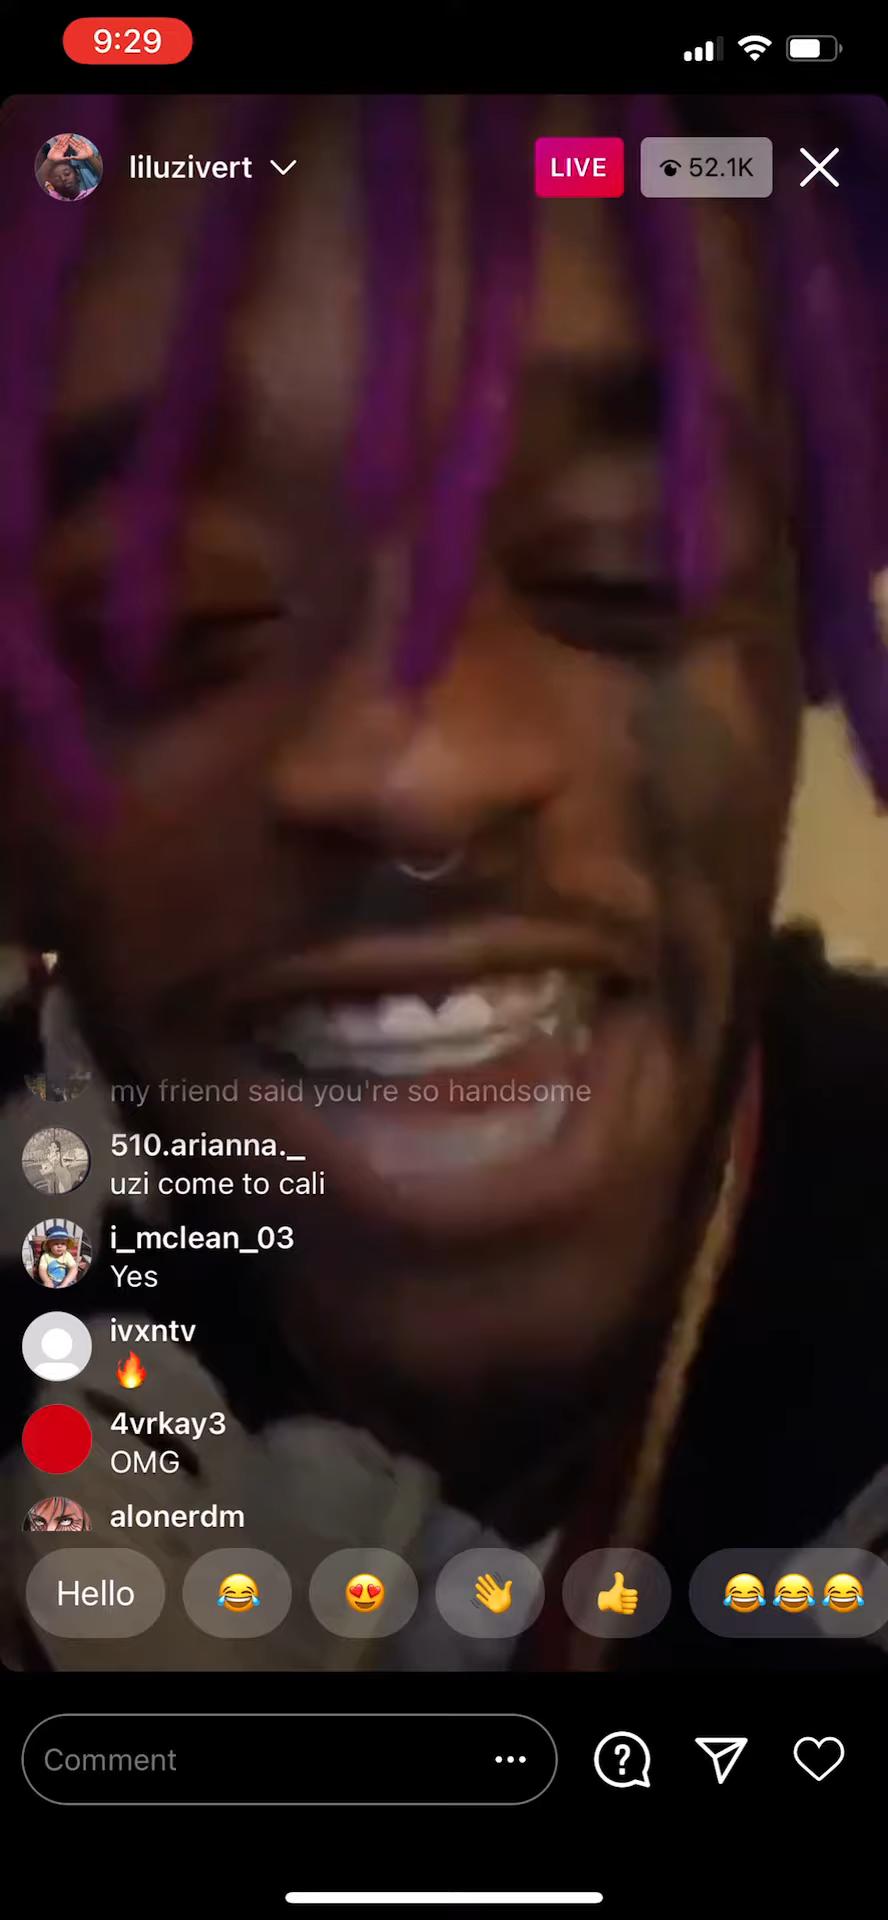 9:29
liluzivert
LIVE
52.1K
my friend said you're so handsome
510.arianna._
uzi come to cali
i_mclean_03
Yes
ivxntv
🔥
4vrkay3
OMG
alonerdm
Hello 😂 😍 👋 👍 😂😂😂
Comment